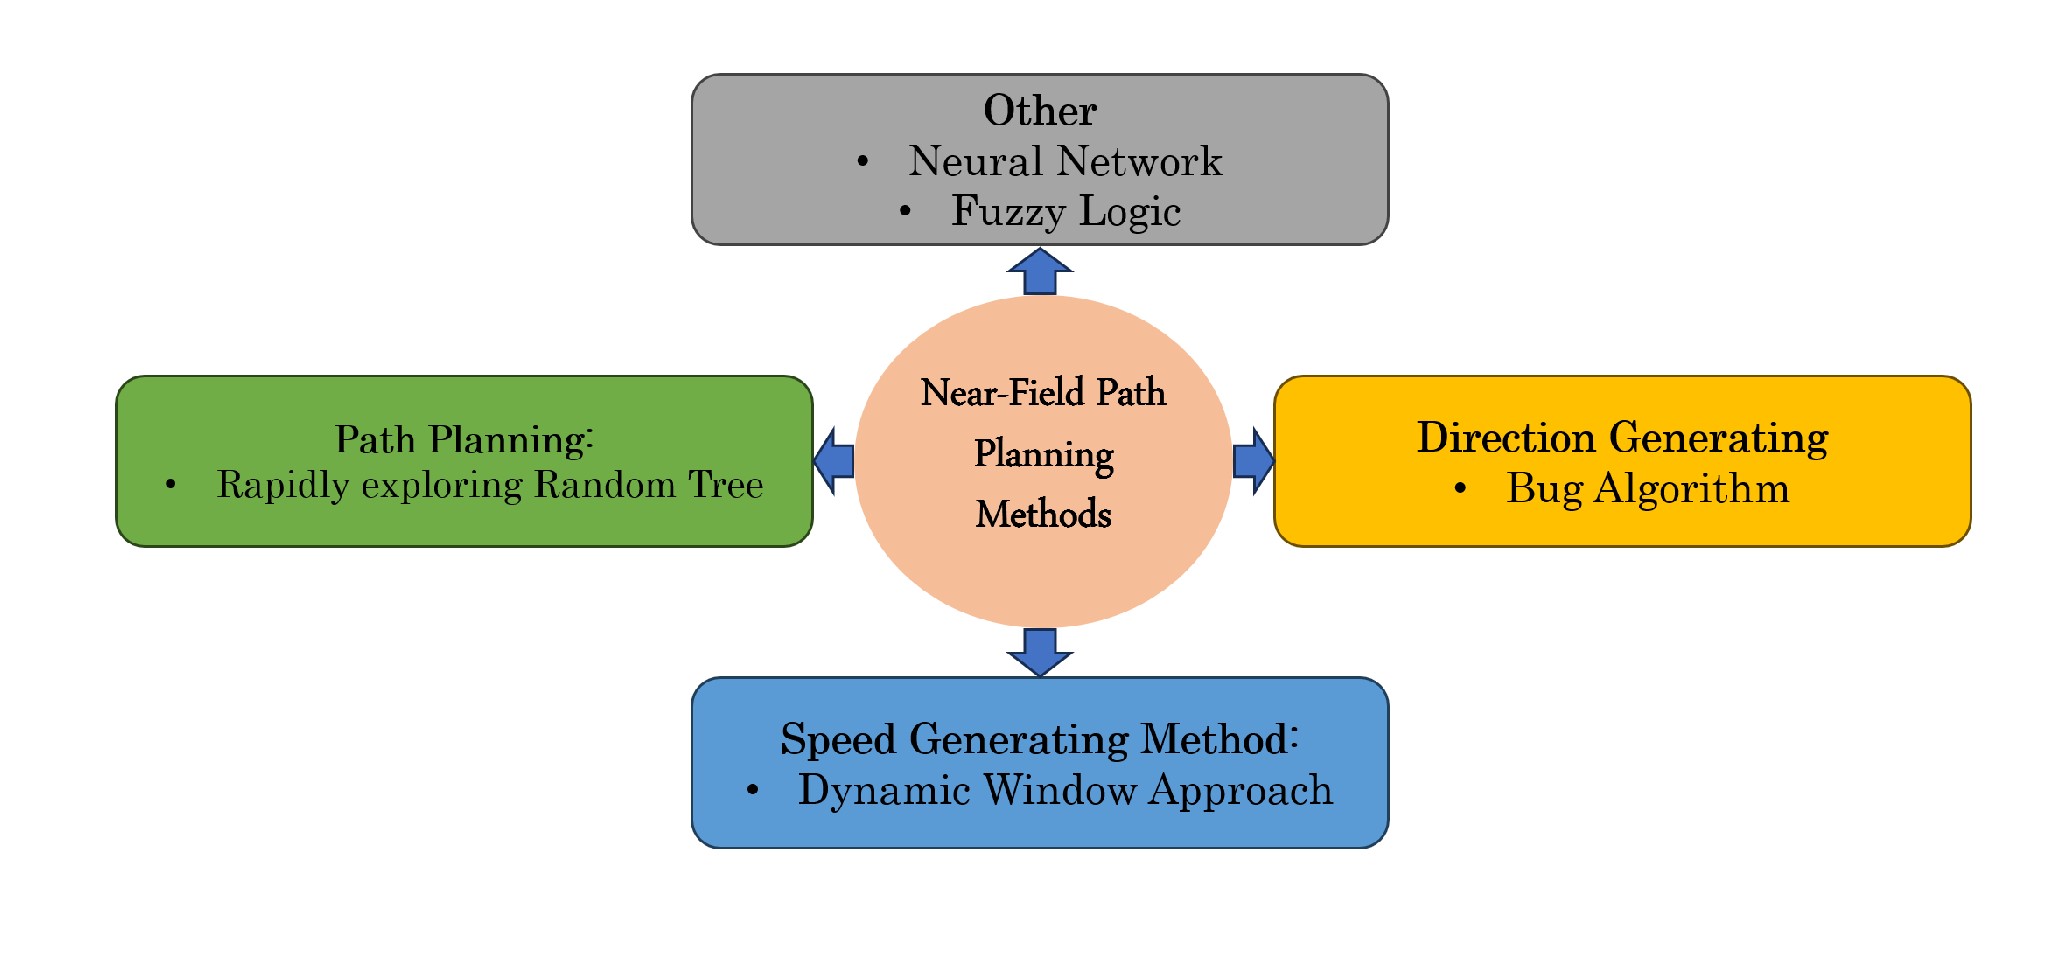 Other
• Neural Network
• Fuzzy Logic
Near-Field Path
Planning
Methods
Path Planning:
• Rapidly exploring Random Tree
Direction Generating
• Bug Algorithm
Speed Generating Method:
• Dynamic Window Approach